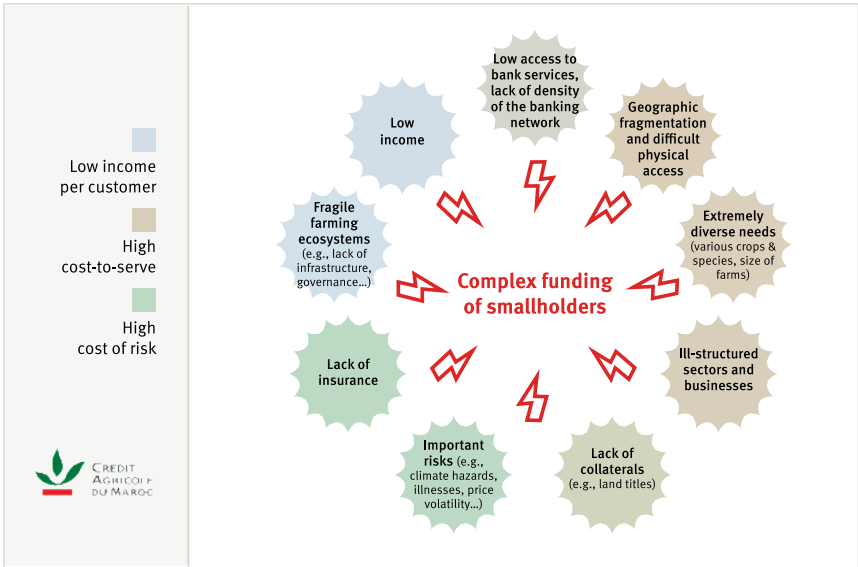 Low income
per customer
High
cost-to-serve
High
cost of risk
CREDIT
AGRICOLE
DU MAROC
Low access to
bank services,
lack of density
of the banking
network
Geographic
fragmentation
and difficult
physical
access
Extremely
diverse needs
(various crops &
species, size of
farms)
Ill-structured
sectors and
businesses
Lack of
collaterals
(e.g., land titles)
Important
risks (e.g.,
climate hazards,
illnesses, price
volatility…)
Lack of
insurance
Fragile
farming
ecosystems
(e.g., lack of
infrastructure,
governance…)
Low
income
Complex funding
of smallholders